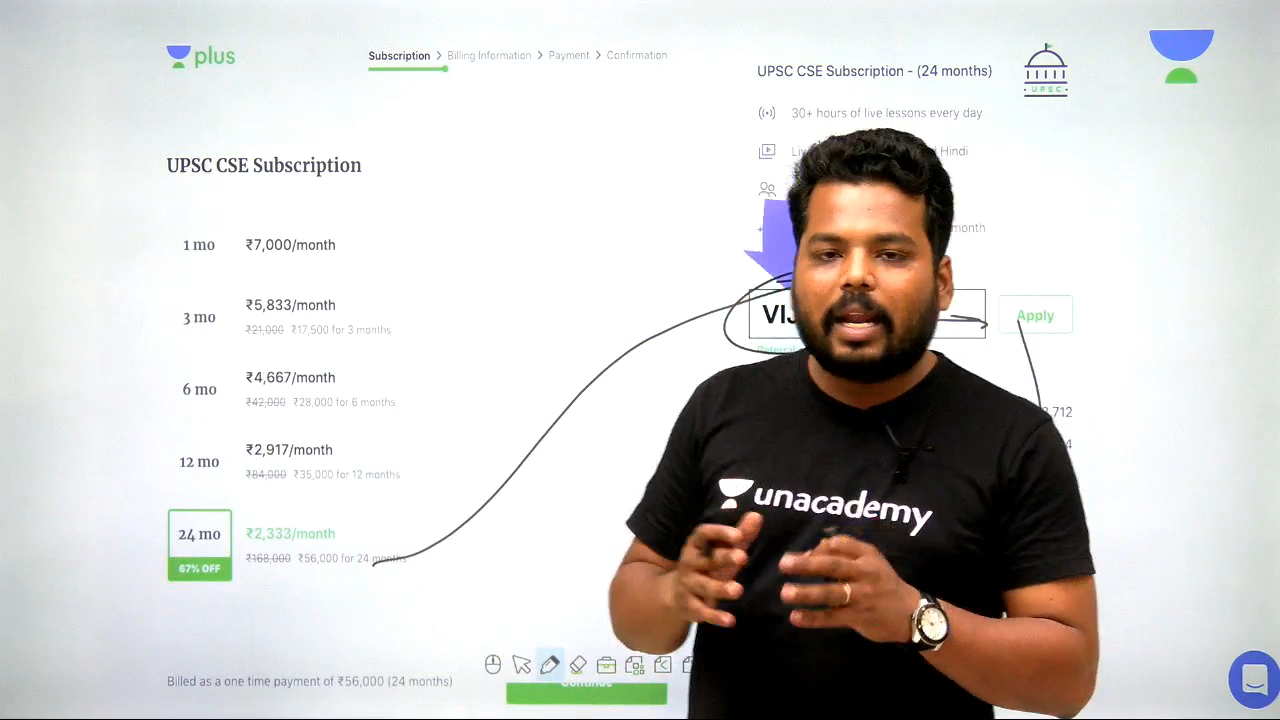 plus
Subscription > Billing Information > Payment > Confirmation
UPSC CSE Subscription - (24 months)
UPSC
30+ hours of live lessons every day
Hindi
month
UPSC CSE Subscription
1 mo ₹7,000/month
3 mo ₹5,833/month
₹21,000 ₹17,500 for 3 months
6 mo ₹4,667/month
₹42,000 ₹28,000 for 6 months
12 mo ₹2,917/month
₹84,000 ₹35,000 for 12 months
24 mo ₹2,333/month
67% OFF ₹168,000 ₹56,000 for 24 months
Apply
unacademy
Billed as a one time payment of ₹56,000 (24 months)
Continue